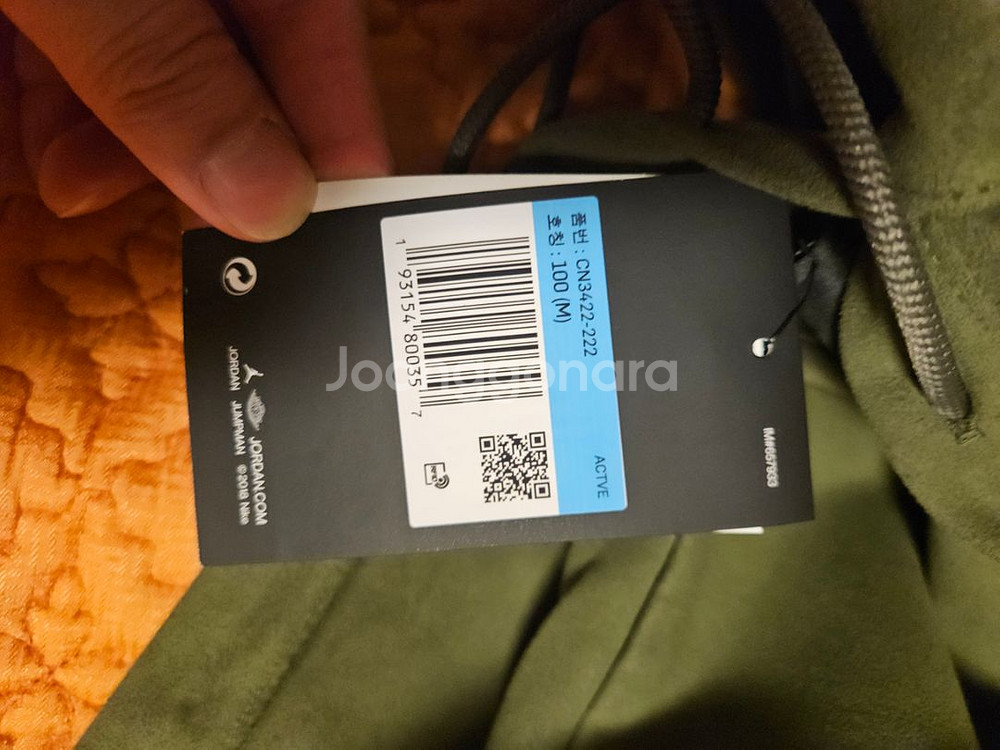 품번 : CN3422-222
호칭 : 100 (M)
ACTVE
1 93154 80035 7
JORDAN.COM
JORDAN JUMPMAN ©2018 Nike
IM#657933
Joonggonara